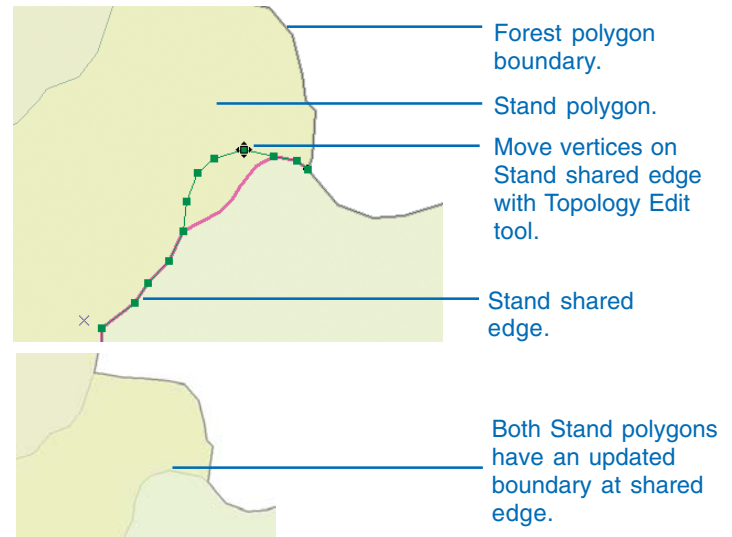 Forest polygon
boundary.
Stand polygon.
Move vertices on
Stand shared edge
with Topology Edit
tool.
Stand shared
edge.
Both Stand polygons
have an updated
boundary at shared
edge.